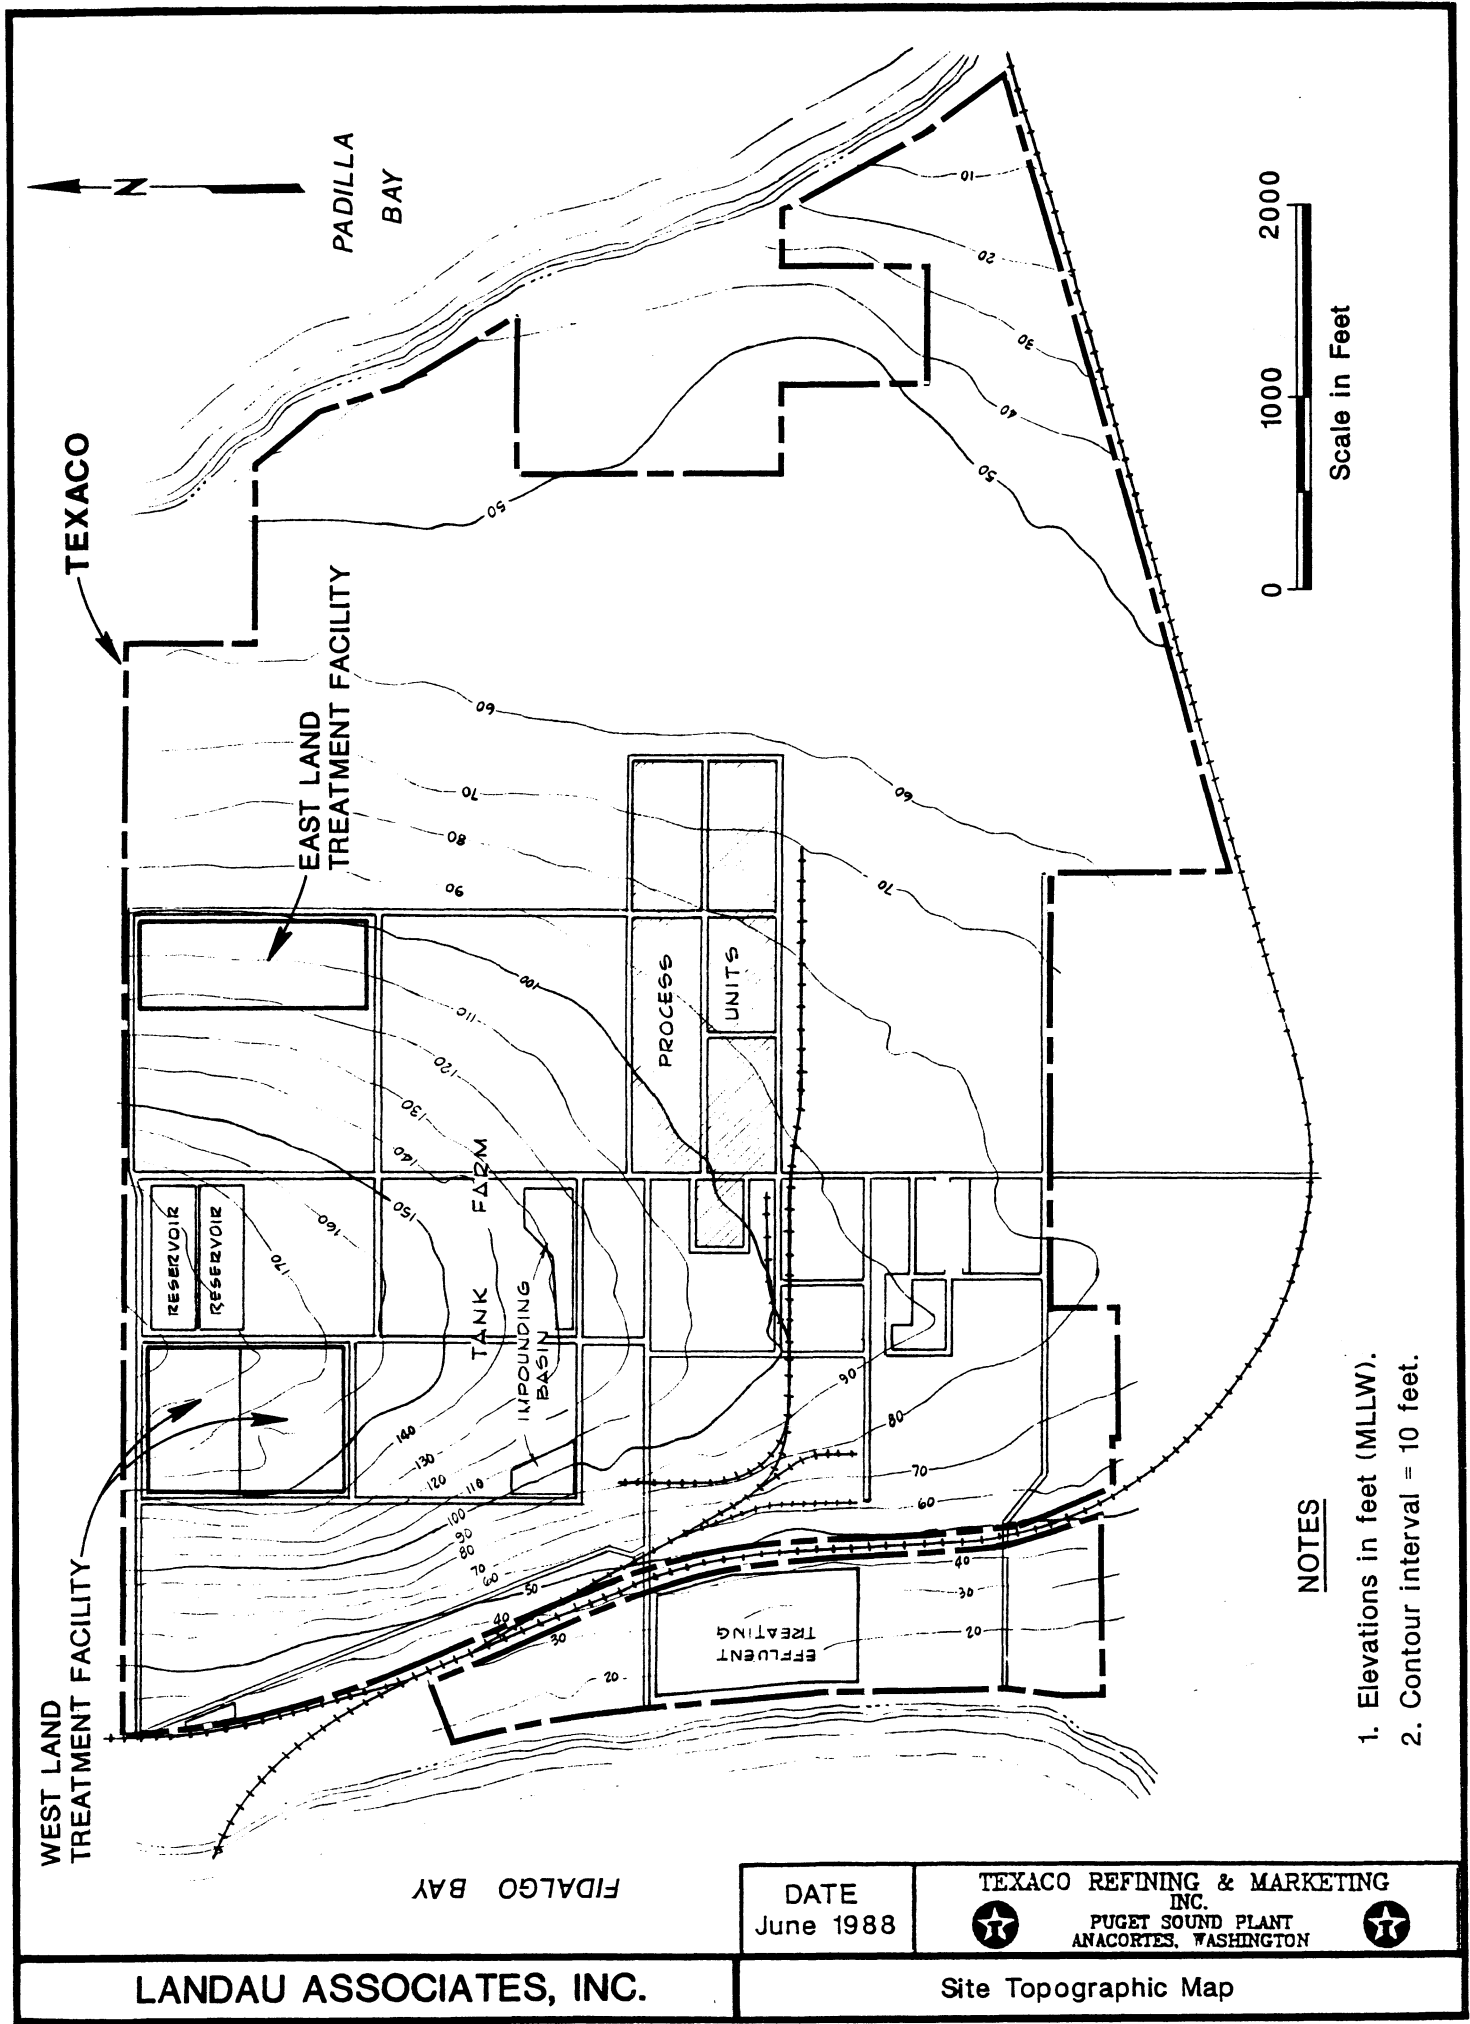 TEXACO
N
PADILLA
BAY
EAST LAND
TREATMENT FACILITY
WEST LAND
TREATMENT FACILITY
RESERVOIR
RESERVOIR
TANK FARM
IMPOUNDING
BASIN
PROCESS
UNITS
EFFLUENT
TREATING
FIDALGO BAY
10
20
30
40
50
50
60
60
70
70
80
90
100
110
120
130
140
150
160
170
140
130
120
110
100
90
80
70
60
50
40
30
20
90
80
70
60
40
30
20
0 1000 2000
Scale in Feet
NOTES
1. Elevations in feet (MLLW).
2. Contour interval = 10 feet.
DATE
June 1988
TEXACO REFINING & MARKETING
INC.
PUGET SOUND PLANT
ANACORTES, WASHINGTON
T
T
LANDAU ASSOCIATES, INC.
Site Topographic Map